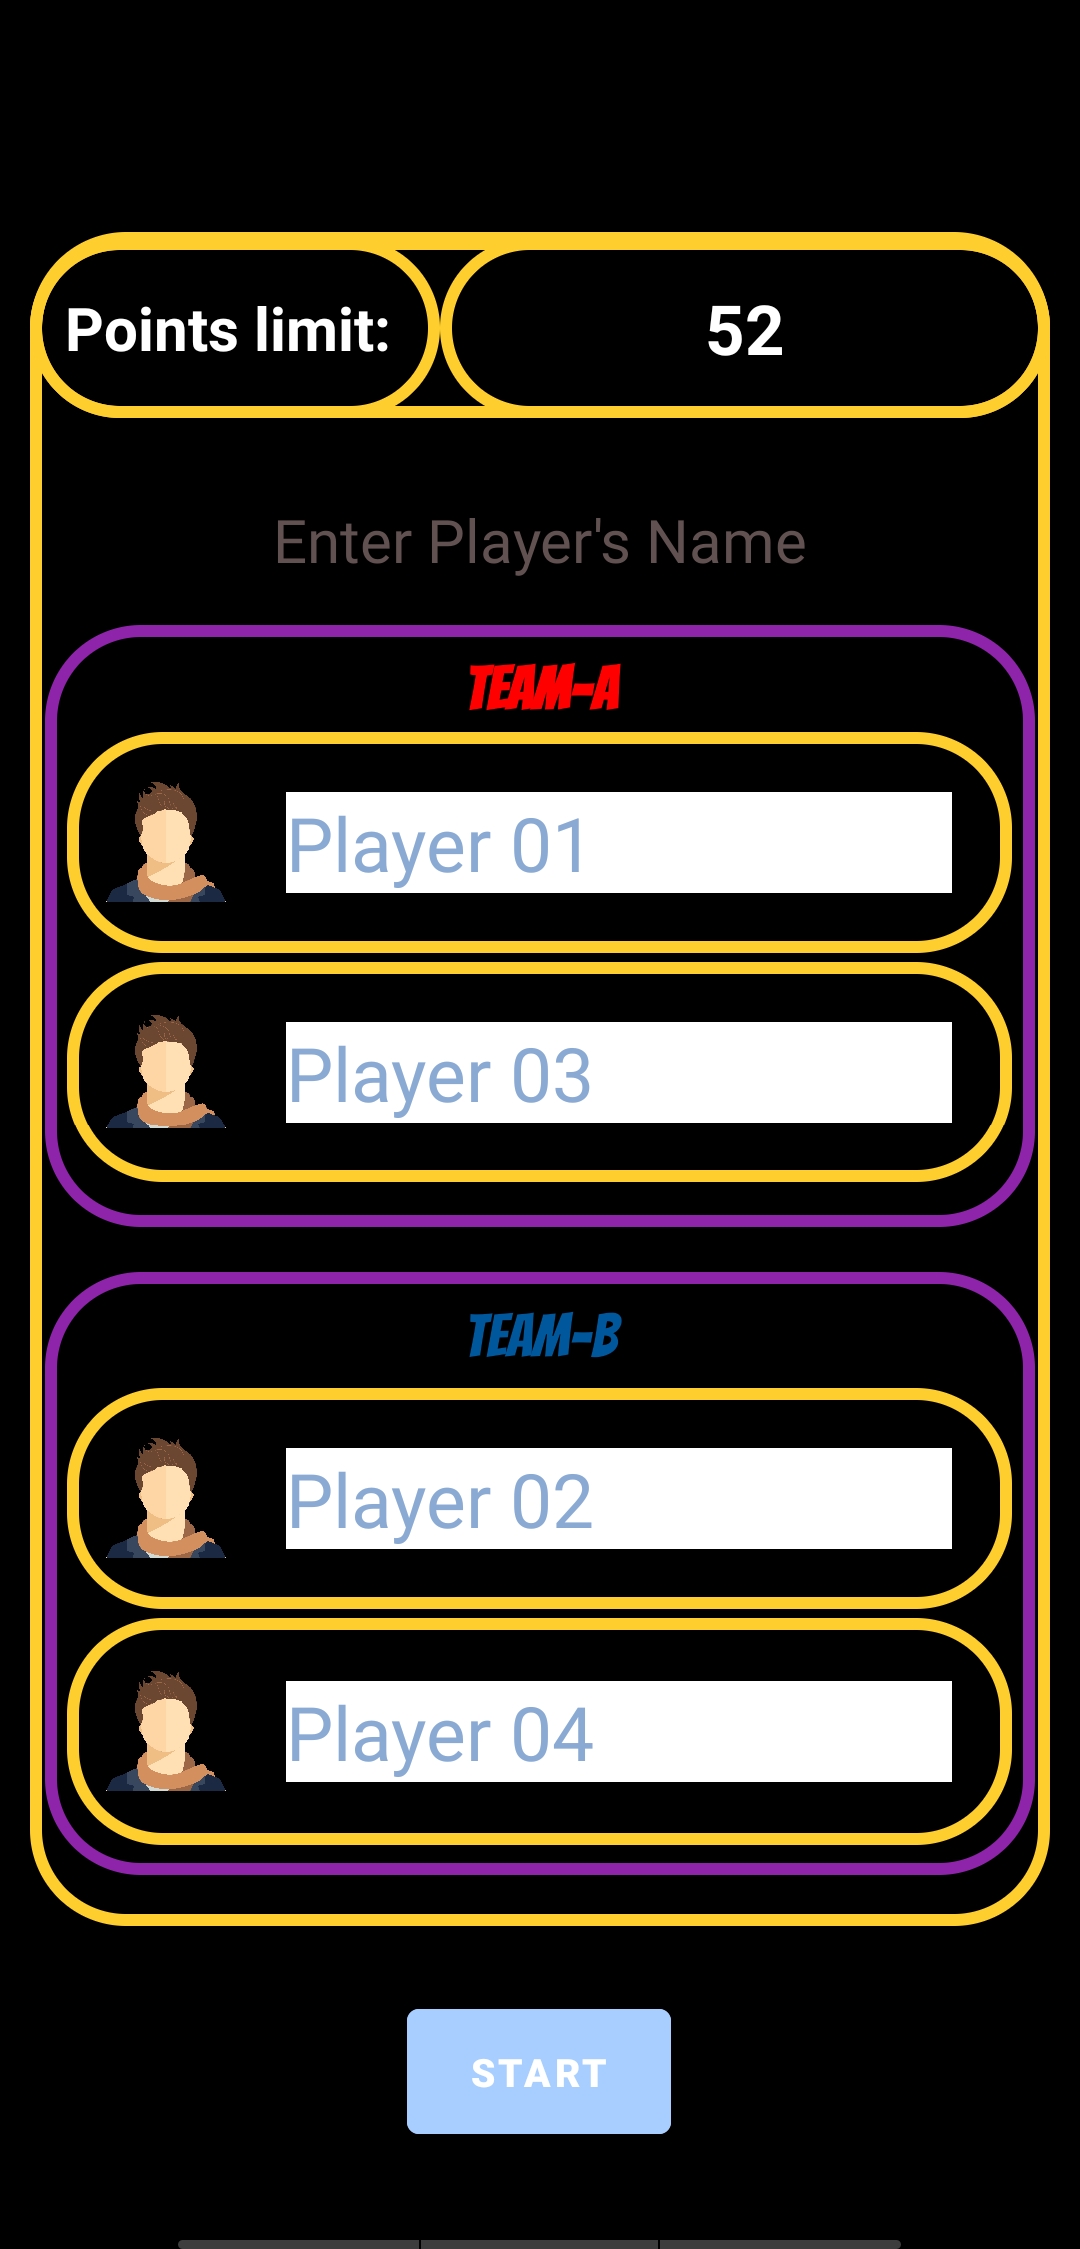 Points limit:
52
Enter Player's Name
TEAM-A
Player 01
Player 03
TEAM-B
Player 02
Player 04
START